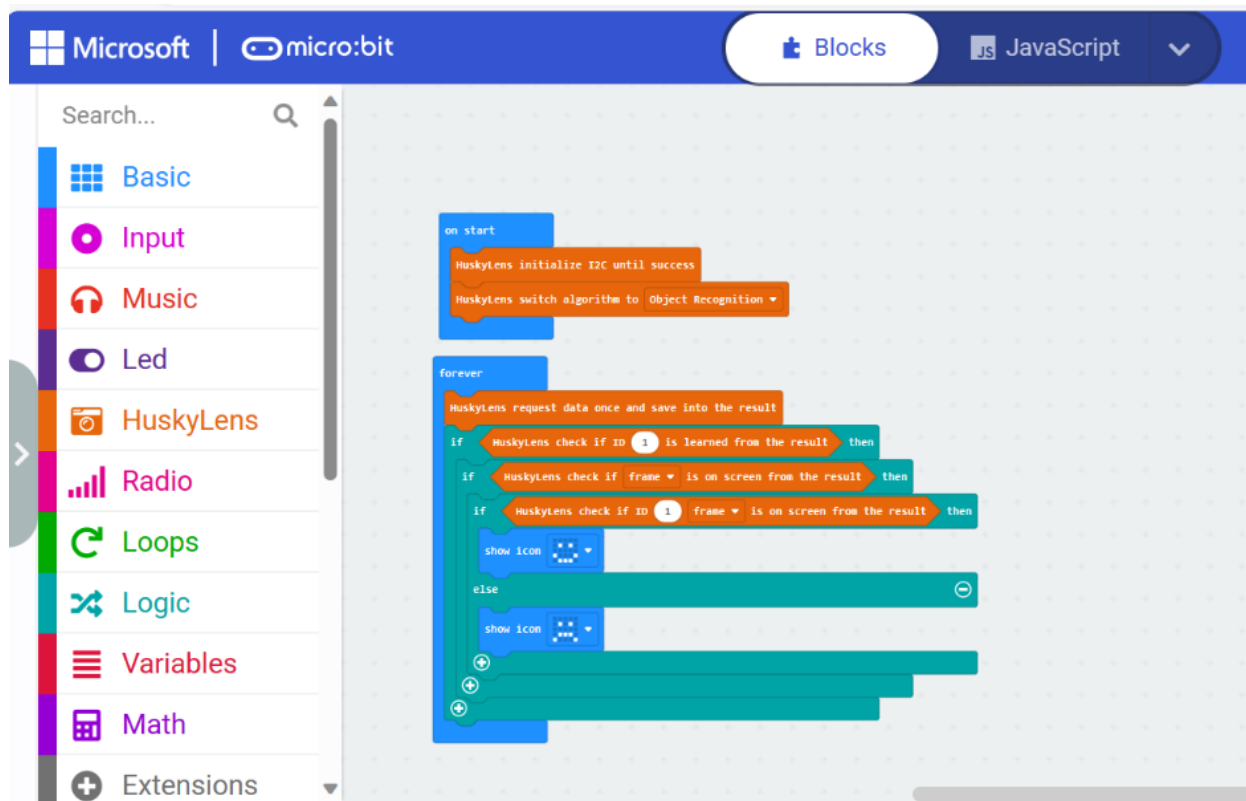 Microsoft | micro:bit
Blocks
JS JavaScript
Search...
Basic
Input
Music
Led
HuskyLens
Radio
Loops
Logic
Variables
Math
Extensions
on start
HuskyLens initialize I2C until success
HuskyLens switch algorithm to Object Recognition
forever
HuskyLens request data once and save into the result
if HuskyLens check if ID 1 is learned from the result then
if HuskyLens check if frame is on screen from the result then
if HuskyLens check if ID 1 frame is on screen from the result then
show icon
else
show icon